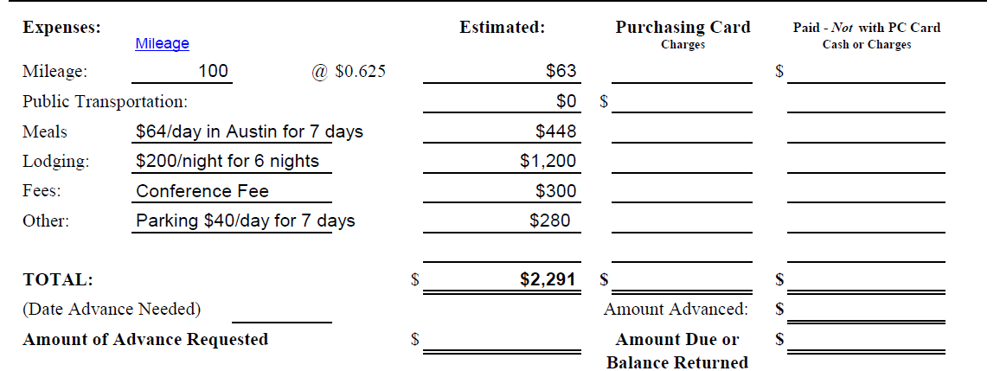 Expenses: Estimated: Purchasing Card Paid - Not with PC Card
Mileage Charges Cash or Charges
Mileage: 100 @ $0.625 $63 $
Public Transportation: $0 $
Meals $64/day in Austin for 7 days $448
Lodging: $200/night for 6 nights $1,200
Fees: Conference Fee $300
Other: Parking $40/day for 7 days $280
TOTAL: $ $2,291 $ $
(Date Advance Needed) Amount Advanced: $
Amount of Advance Requested $ Amount Due or $
Balance Returned